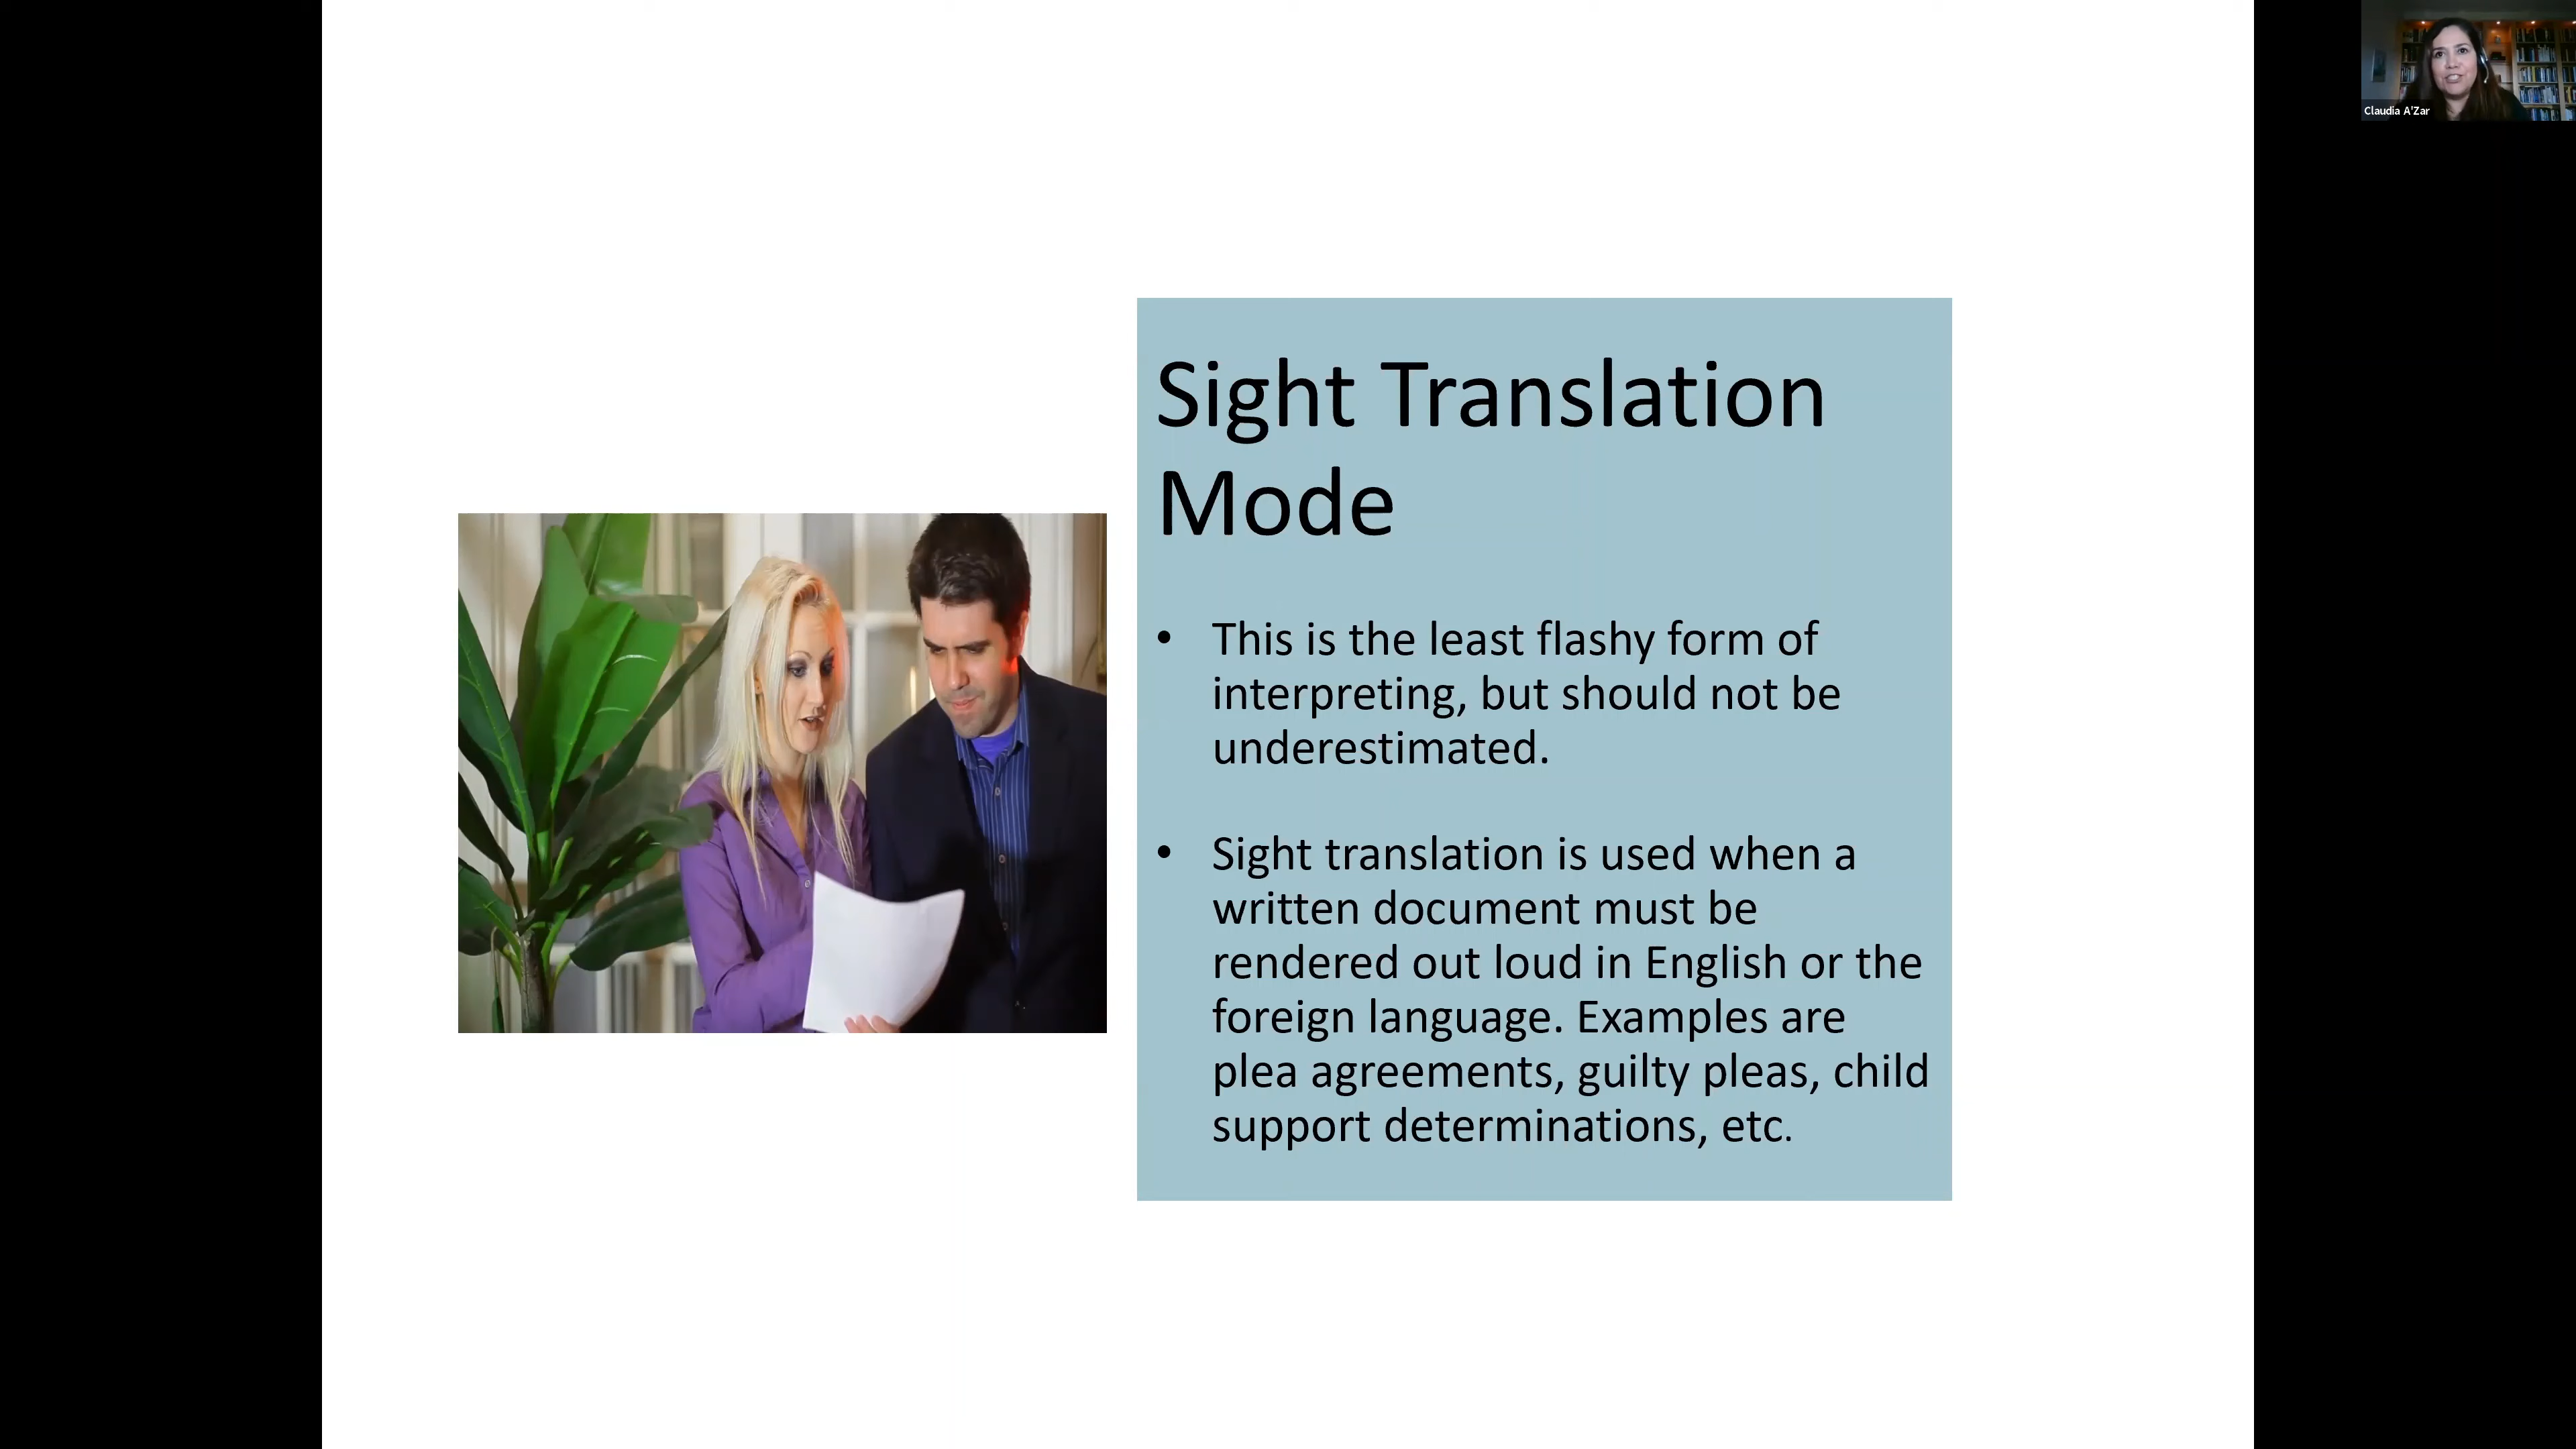 Claudia A'Zar
Sight Translation
Mode
• This is the least flashy form of
interpreting, but should not be
underestimated.
• Sight translation is used when a
written document must be
rendered out loud in English or the
foreign language. Examples are
plea agreements, guilty pleas, child
support determinations, etc.